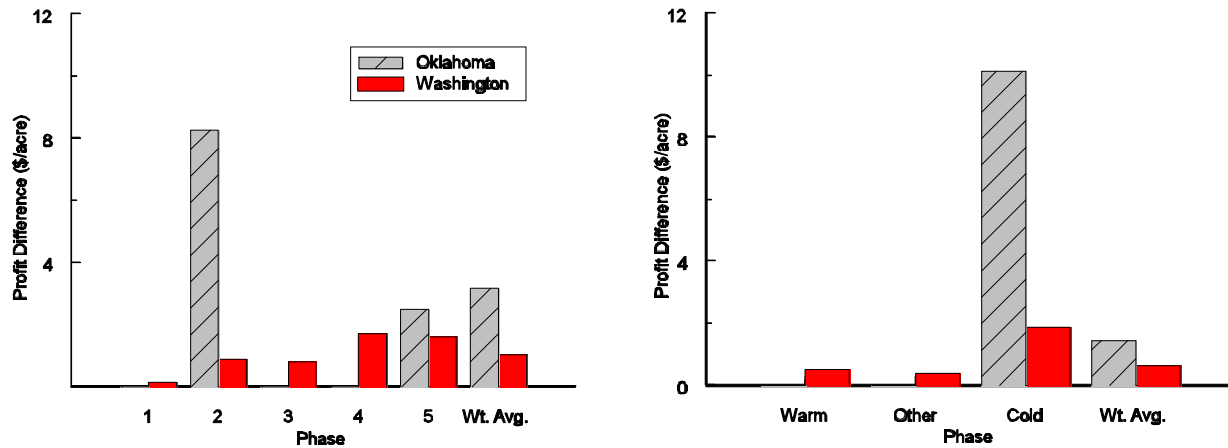 12
8
4
Profit Difference ($/acre)
Oklahoma
Washington
1 2 3 4 5 Wt. Avg.
Phase
12
8
4
0
Profit Difference ($/acre)
Warm Other Cold Wt. Avg.
Phase